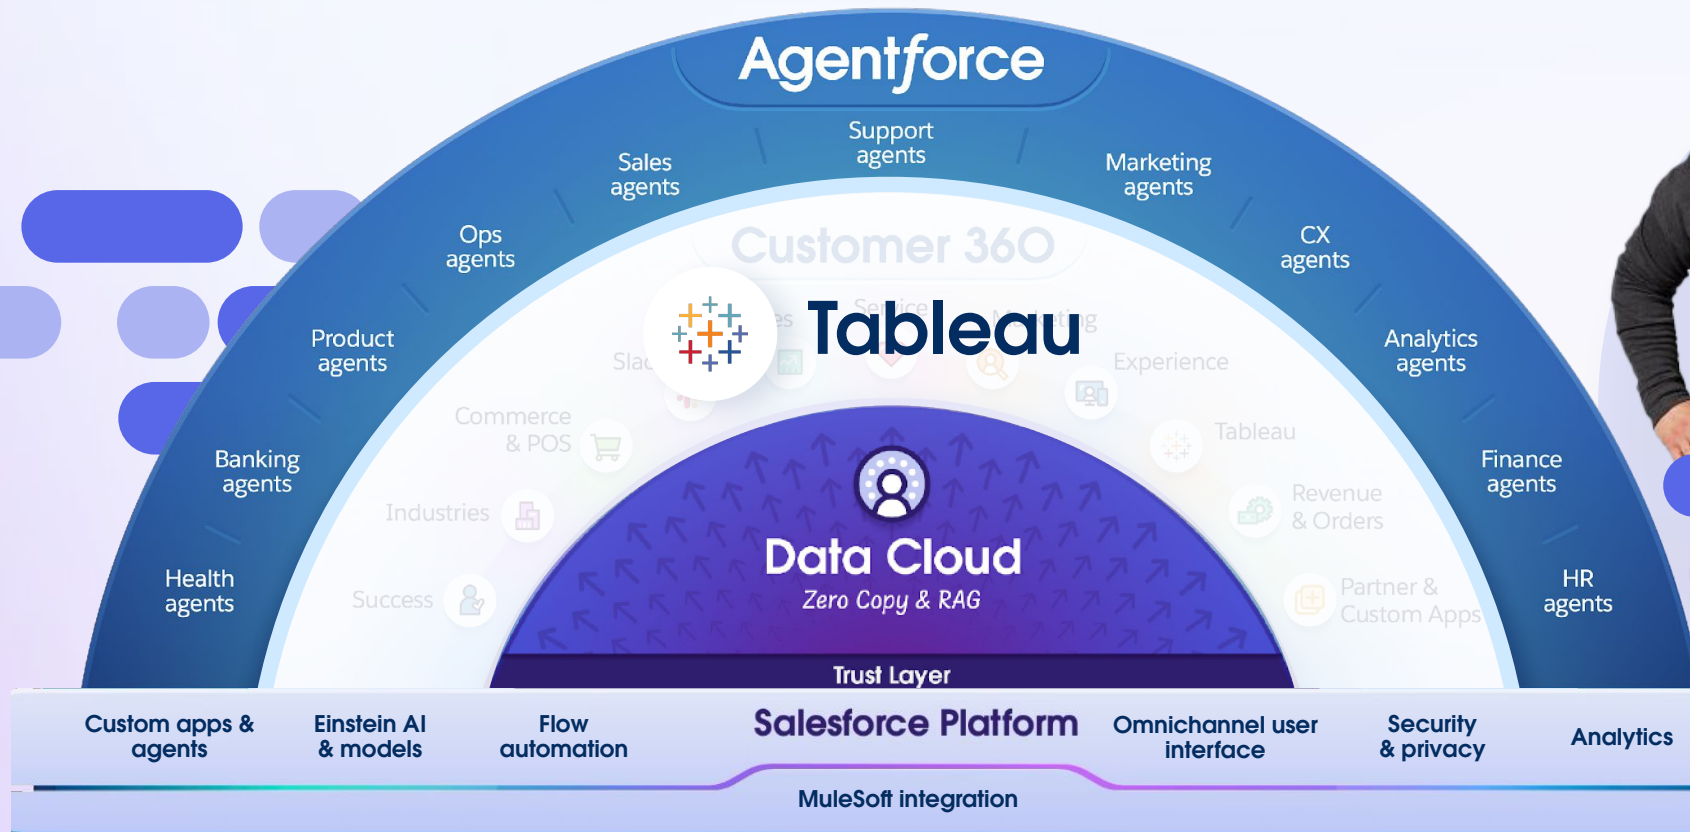 Agentforce
Support
agents
Sales
agents
Marketing
agents
Ops
agents
CX
agents
Product
agents
Analytics
agents
Banking
agents
Finance
agents
Health
agents
HR
agents
Customer 360
Tableau
Service
Marketing
Experience
Commerce
& POS
Tableau
Industries
Revenue
& Orders
Success
Partner &
Custom Apps
Data Cloud
Zero Copy & RAG
Trust Layer
Salesforce Platform
Custom apps &
agents
Einstein AI
& models
Flow
automation
Omnichannel user
interface
Security
& privacy
Analytics
MuleSoft integration